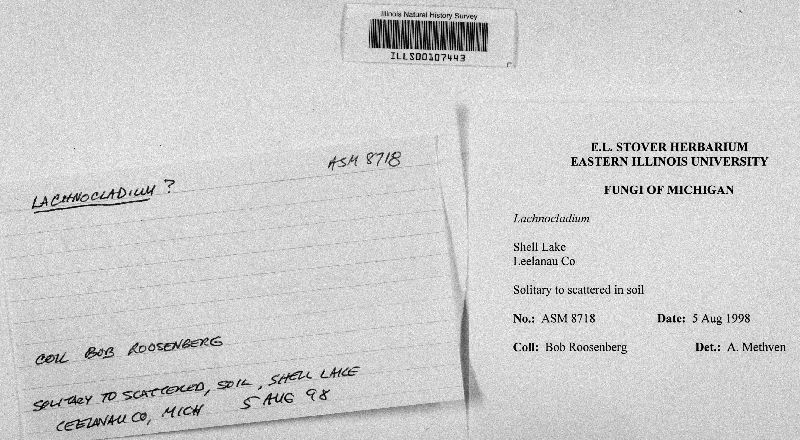 Illinois Natural History Survey
ILLS00107443
ASM 8718
LACHNOCLADIUM ?
COLL BOB ROOSENBERG
SOLITARY TO SCATTERED, SOIL, SHELL LAKE
LEELANAU CO, MICH 5 AUG 98
E.L. STOVER HERBARIUM
EASTERN ILLINOIS UNIVERSITY
FUNGI OF MICHIGAN
Lachnocladium
Shell Lake
Leelanau Co
Solitary to scattered in soil
No.: ASM 8718 Date: 5 Aug 1998
Coll: Bob Roosenberg Det.: A. Methven